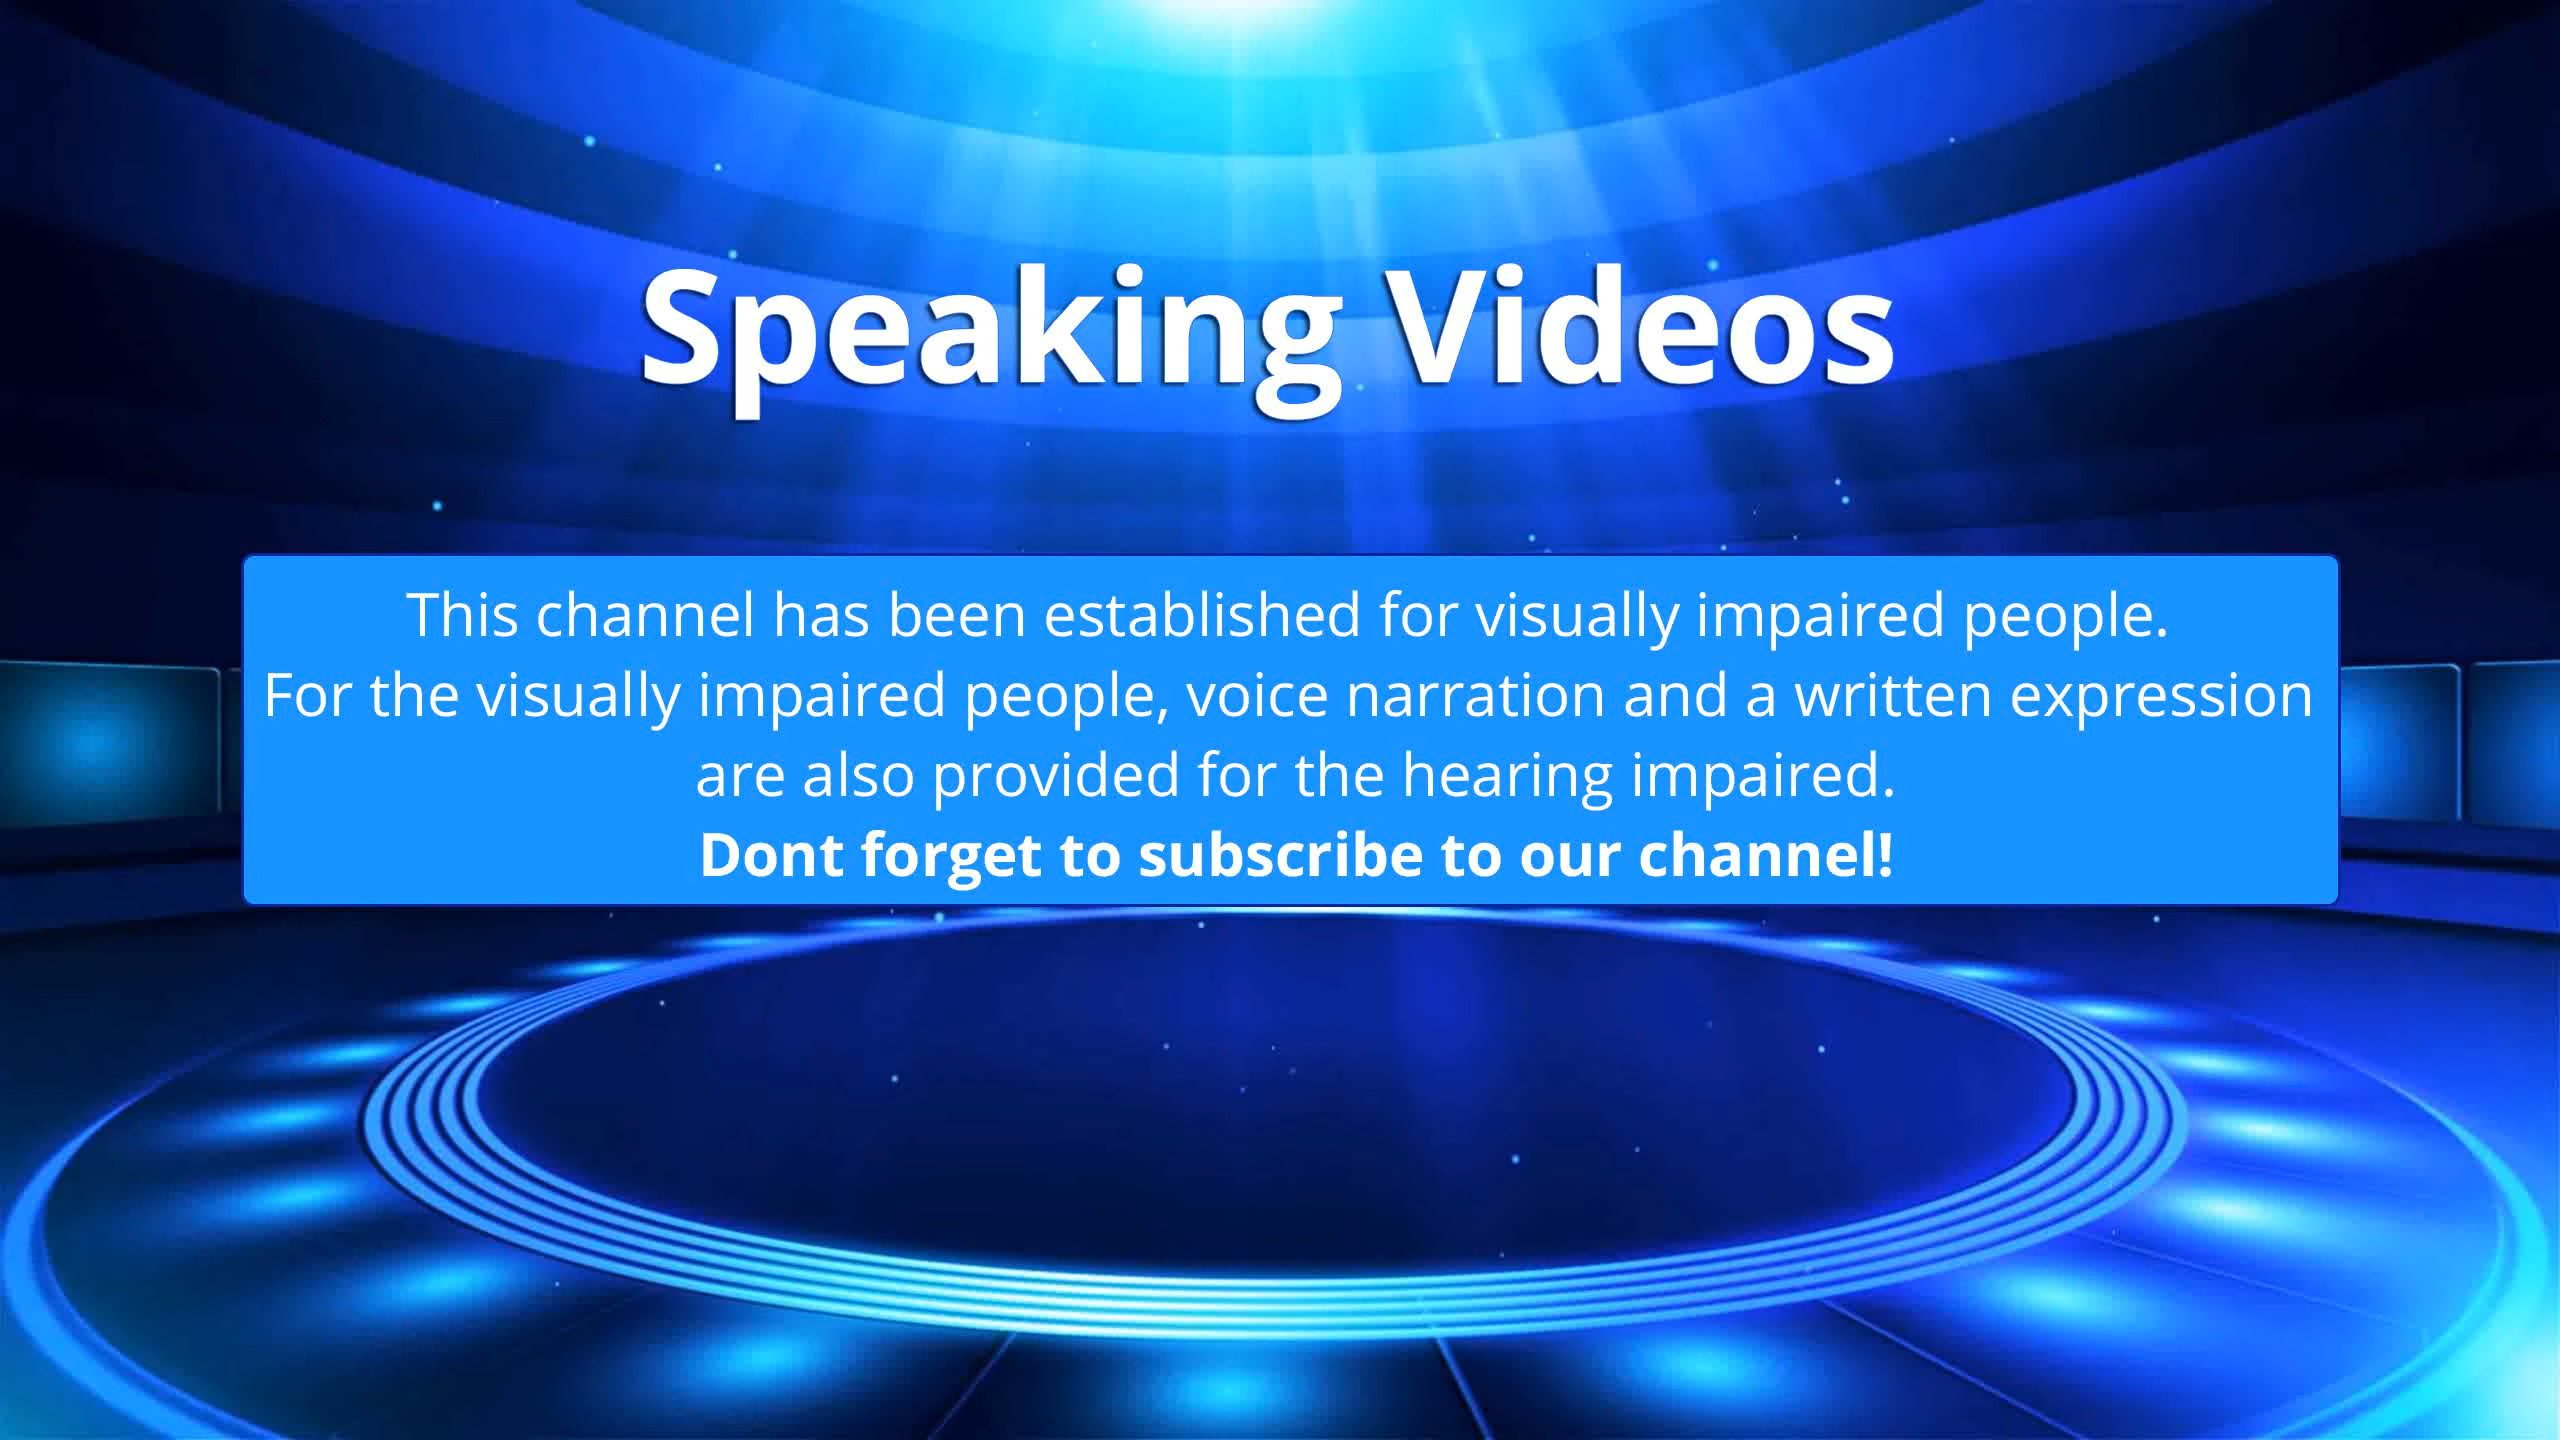 Speaking Videos
This channel has been established for visually impaired people.
For the visually impaired people, voice narration and a written expression
are also provided for the hearing impaired.
Dont forget to subscribe to our channel!